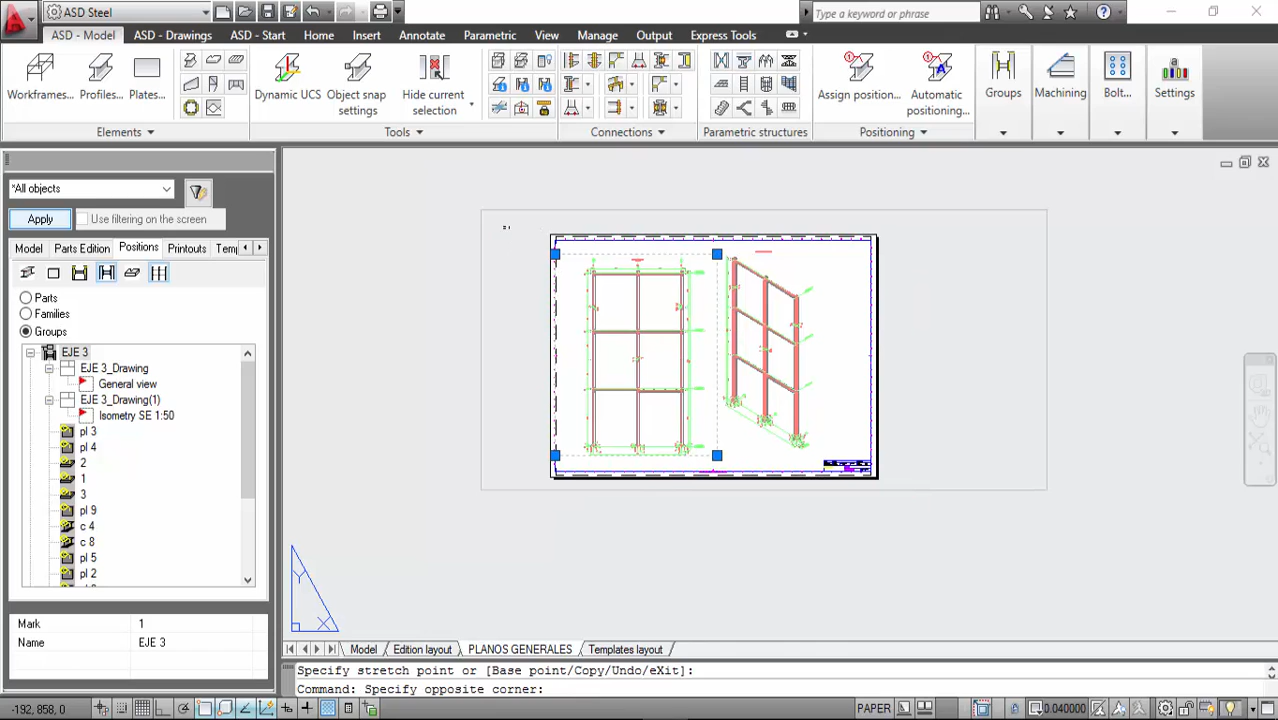 ASD Steel
Type a keyword or phrase
ASD - Model ASD - Drawings ASD - Start Home Insert Annotate Parametric View Manage Output Express Tools
Workframes... Profiles... Plates...
Dynamic UCS Object snap settings Hide current selection
Assign position... Automatic positioning...
Groups Machining Bolt... Settings
Elements Tools Connections Parametric structures Positioning
*All objects
Apply Use filtering on the screen
Model Parts Edition Positions Printouts Temp
Parts
Families
Groups
EJE 3
EJE 3_Drawing
General view
EJE 3_Drawing(1)
Isometry SE 1:50
pl 3
pl 4
2
1
3
pl 9
c 4
c 8
pl 5
pl 2
Mark 1
Name EJE 3
Y
X
Model Edition layout PLANOS GENERALES Templates layout
Specify stretch point or [Base point/Copy/Undo/eXit]:
Command: Specify opposite corner:
-192, 858, 0
PAPER
0.040000